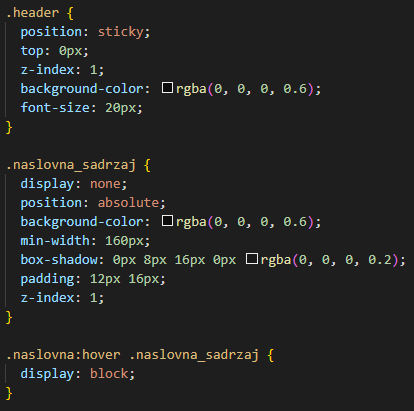 .header {
  position: sticky;
  top: 0px;
  z-index: 1;
  background-color: rgba(0, 0, 0, 0.6);
  font-size: 20px;
}

.naslovna_sadrzaj {
  display: none;
  position: absolute;
  background-color: rgba(0, 0, 0, 0.6);
  min-width: 160px;
  box-shadow: 0px 8px 16px 0px rgba(0, 0, 0, 0.2);
  padding: 12px 16px;
  z-index: 1;
}

.naslovna:hover .naslovna_sadrzaj {
  display: block;
}